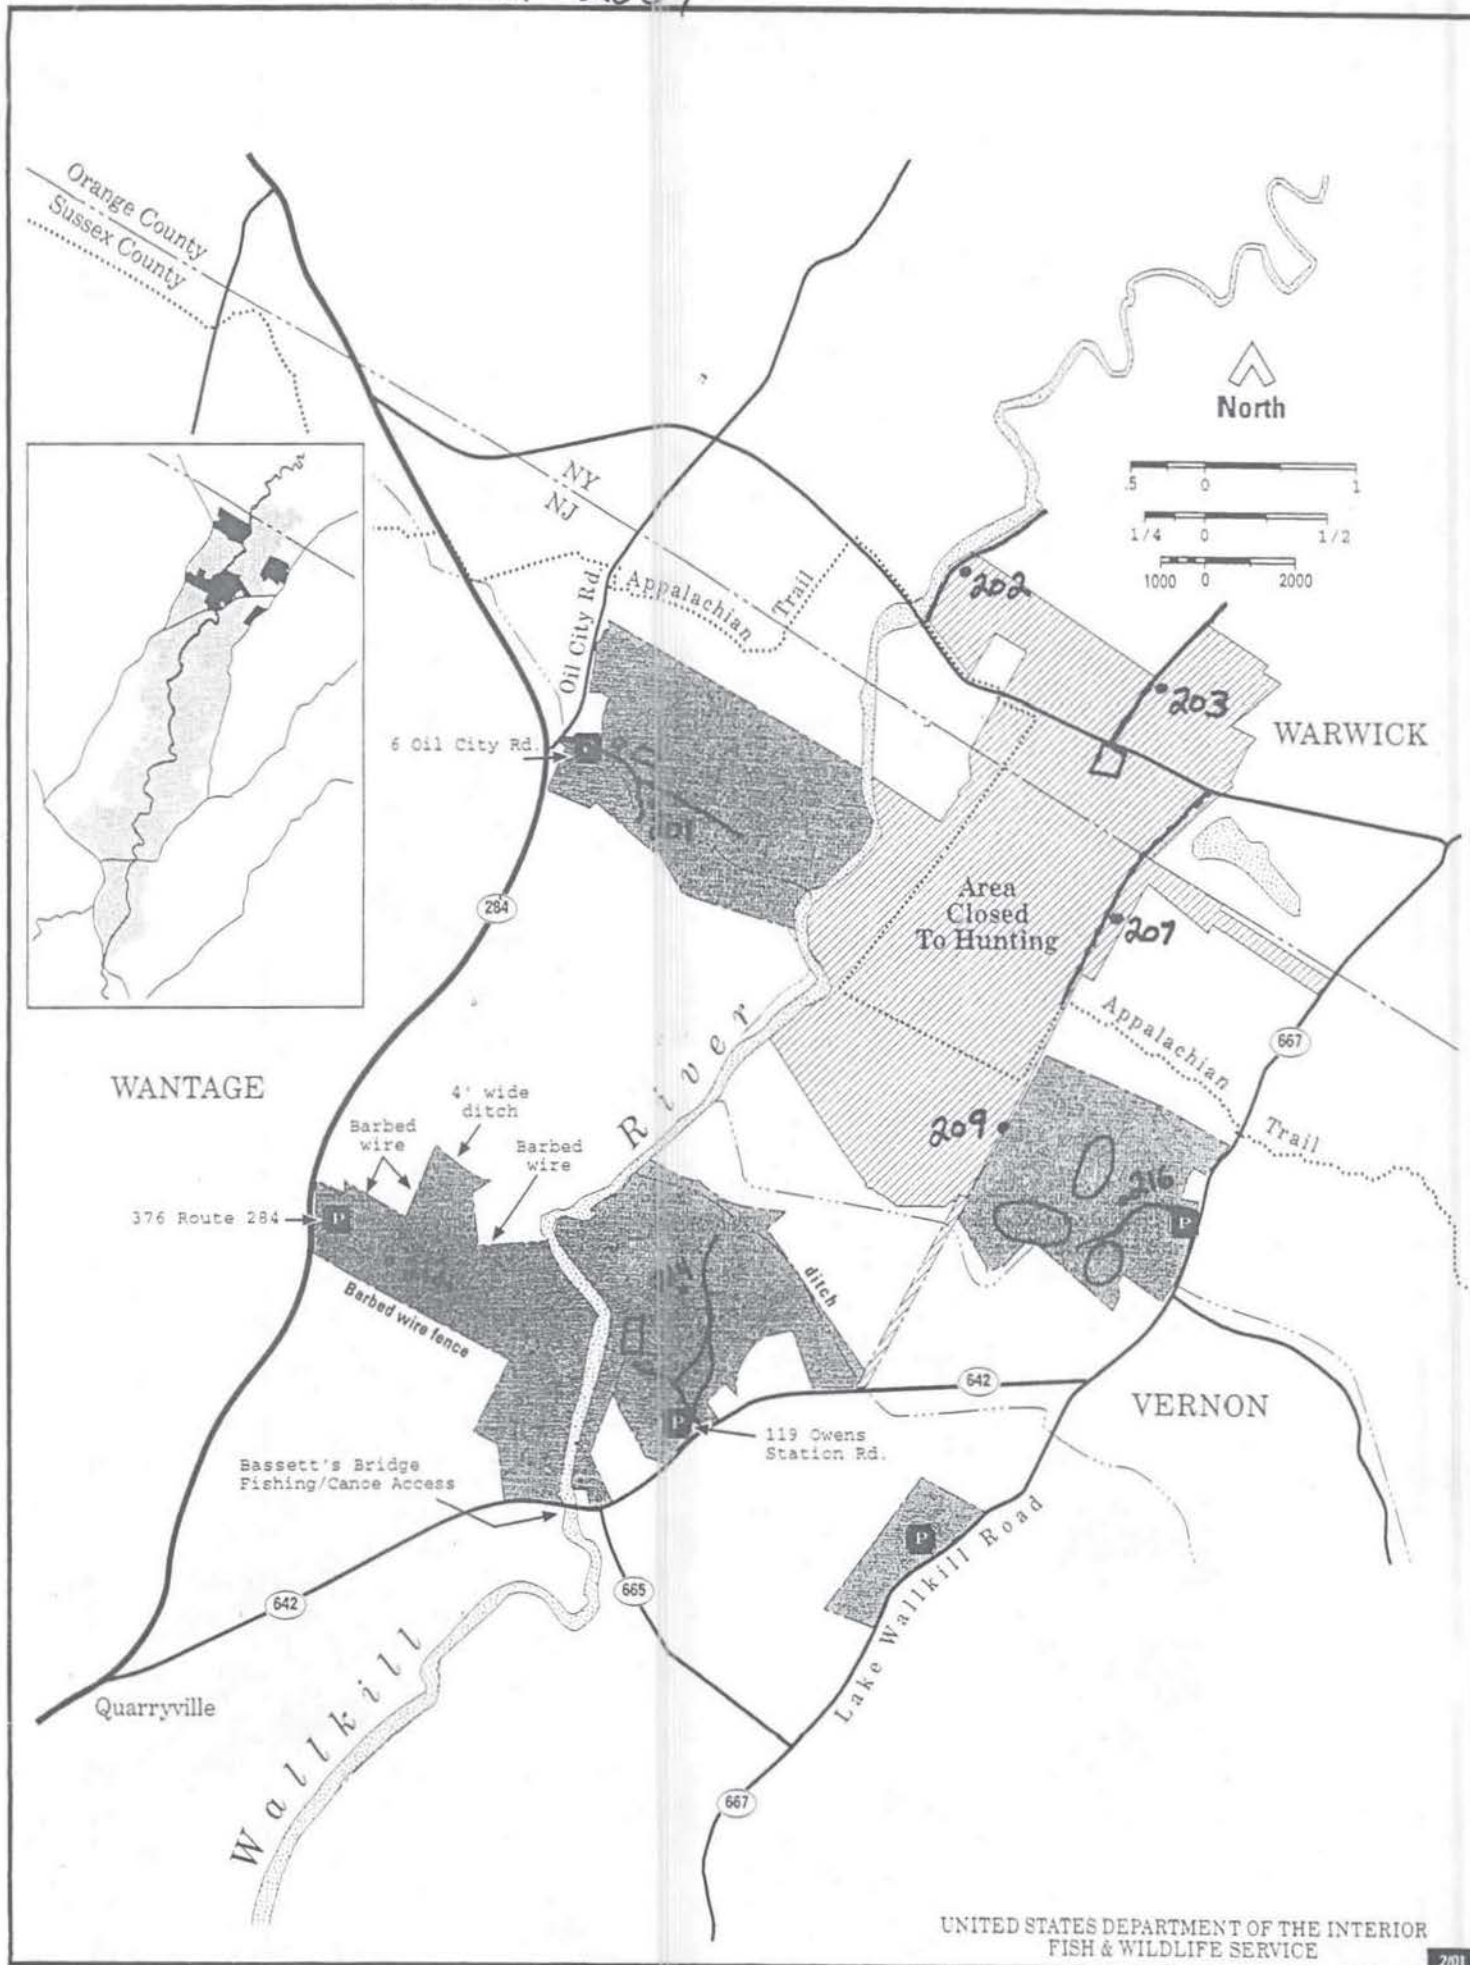 Orange County
Sussex County
North
.5 0 1
1/4 0 1/2
1000 0 2000
NY
NJ
Appalachian
Trail
Oil City Rd.
202
203
WARWICK
6 Oil City Rd.
P
201
284
Area
Closed
To Hunting
207
Appalachian
Trail
667
WANTAGE
4' wide
ditch
Barbed
wire
Barbed
wire
River
209
216
P
376 Route 284
P
ditch
Barbed wire fence
642
VERNON
P
119 Owens
Station Rd.
Bassett's Bridge
Fishing/Canoe Access
P
Lake Wallkill Road
642
665
Quarryville
Wallkill
667
UNITED STATES DEPARTMENT OF THE INTERIOR
FISH & WILDLIFE SERVICE
2/01